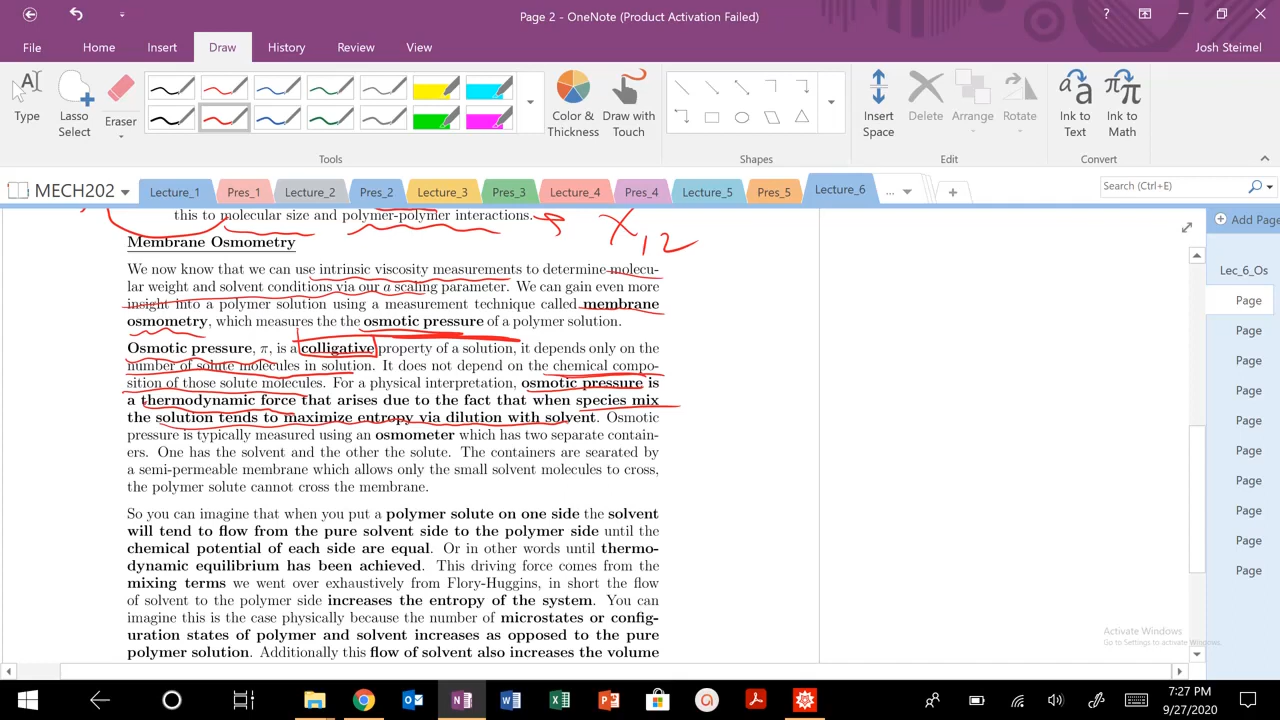 Page 2 - OneNote (Product Activation Failed)
?
File Home Insert Draw History Review View
Josh Steimel
Type
Lasso Select
Eraser
Color & Thickness
Draw with Touch
Insert Space
Delete
Arrange
Rotate
Ink to Text
Ink to Math
Tools
Shapes
Edit
Convert
MECH202
Lecture_1 Pres_1 Lecture_2 Pres_2 Lecture_3 Pres_3 Lecture_4 Pres_4 Lecture_5 Pres_5 Lecture_6 ...
Search (Ctrl+E)
Add Page
Lec_6_Os
Page
Page
Page
Page
Page
Page
Page
Page
Page
Page
this to molecular size and polymer-polymer interactions.
X12
Membrane Osmometry
We now know that we can use intrinsic viscosity measurements to determine molecu-
lar weight and solvent conditions via our a scaling parameter. We can gain even more
insight into a polymer solution using a measurement technique called membrane
osmometry, which measures the the osmotic pressure of a polymer solution.
Osmotic pressure, π, is a colligative property of a solution, it depends only on the
number of solute molecules in solution. It does not depend on the chemical compo-
sition of those solute molecules. For a physical interpretation, osmotic pressure is
a thermodynamic force that arises due to the fact that when species mix
the solution tends to maximize entropy via dilution with solvent. Osmotic
pressure is typically measured using an osmometer which has two separate contain-
ers. One has the solvent and the other the solute. The containers are searated by
a semi-permeable membrane which allows only the small solvent molecules to cross,
the polymer solute cannot cross the membrane.
So you can imagine that when you put a polymer solute on one side the solvent
will tend to flow from the pure solvent side to the polymer side until the
chemical potential of each side are equal. Or in other words until thermo-
dynamic equilibrium has been achieved. This driving force comes from the
mixing terms we went over exhaustively from Flory-Huggins, in short the flow
of solvent to the polymer side increases the entropy of the system. You can
imagine this is the case physically because the number of microstates or config-
uration states of polymer and solvent increases as opposed to the pure
polymer solution. Additionally this flow of solvent also increases the volume
Activate Windows
Go to Settings to activate Windows.
7:27 PM
9/27/2020